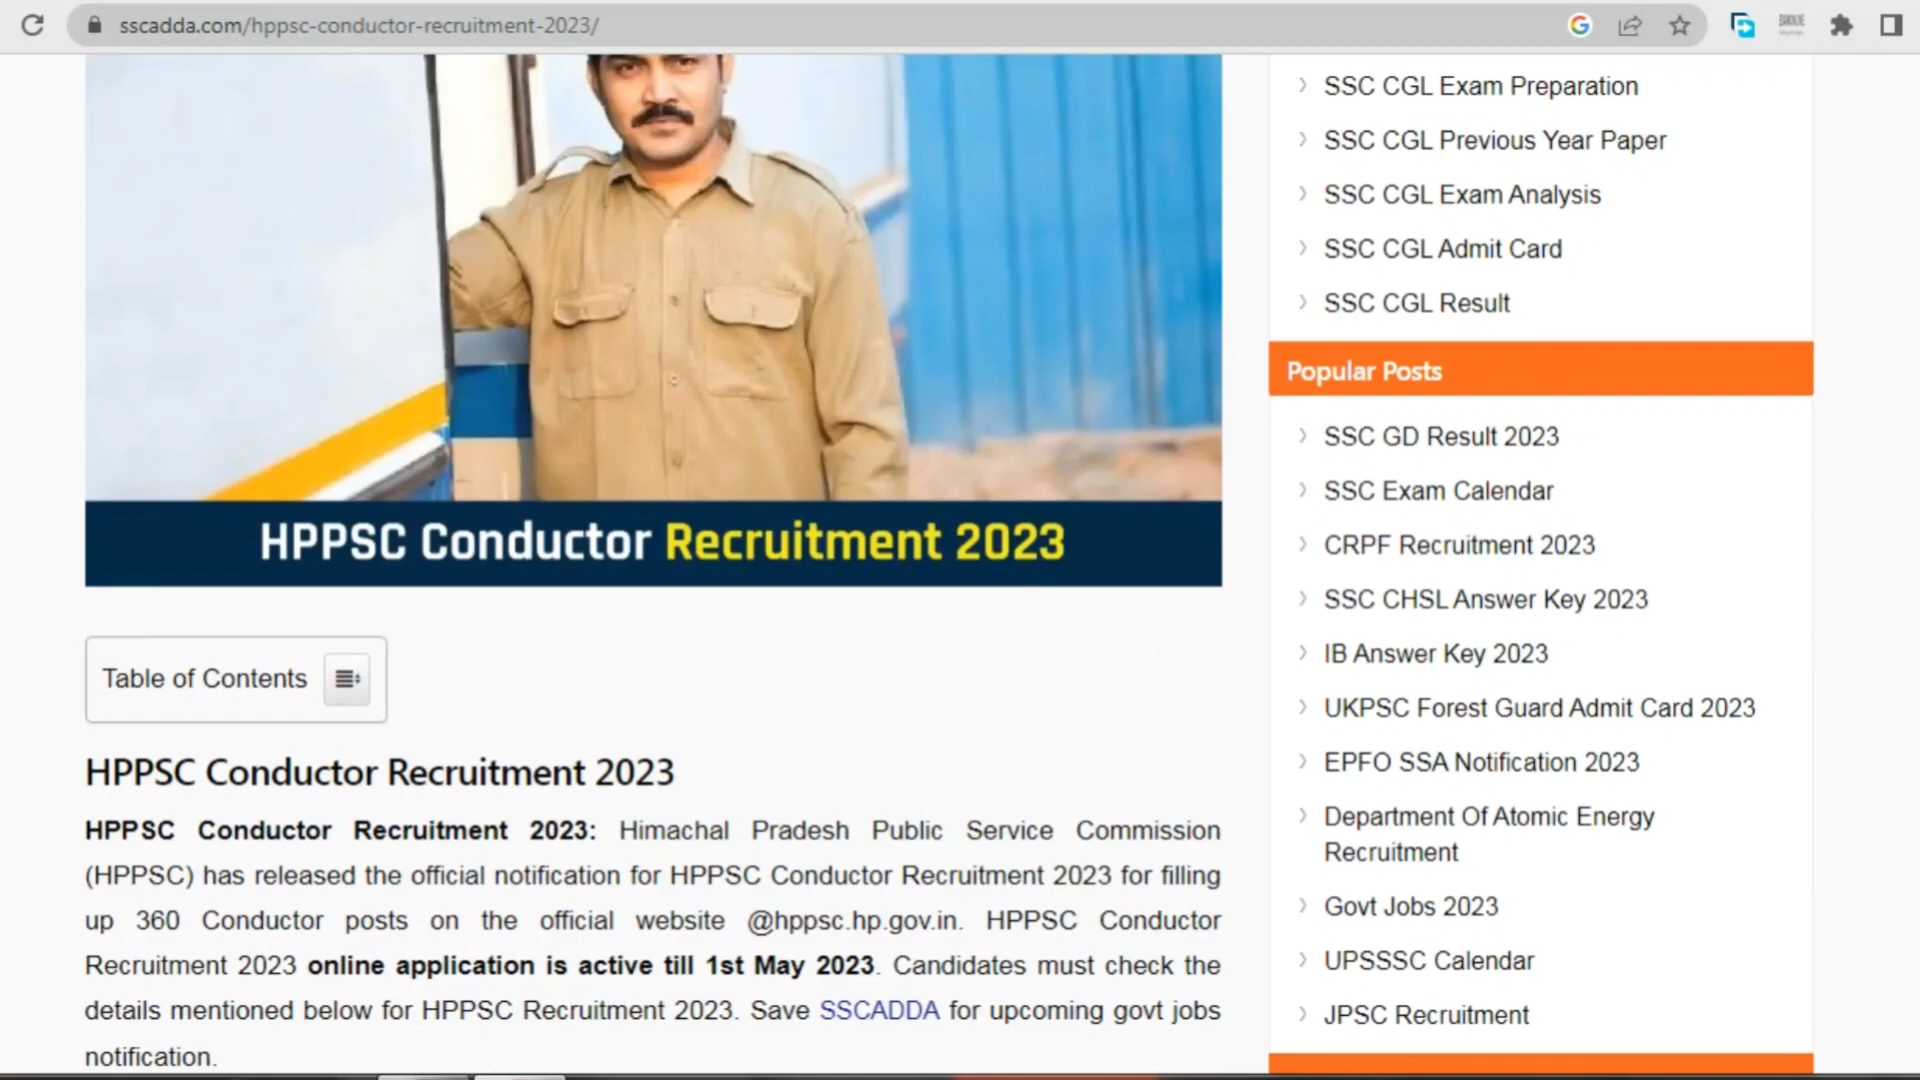 sscadda.com/hppsc-conductor-recruitment-2023/
HPPSC Conductor Recruitment 2023
Table of Contents
HPPSC Conductor Recruitment 2023
HPPSC Conductor Recruitment 2023: Himachal Pradesh Public Service Commission
(HPPSC) has released the official notification for HPPSC Conductor Recruitment 2023 for filling
up 360 Conductor posts on the official website @hppsc.hp.gov.in. HPPSC Conductor
Recruitment 2023 online application is active till 1st May 2023. Candidates must check the
details mentioned below for HPPSC Recruitment 2023. Save SSCADDA for upcoming govt jobs
notification.
SSC CGL Exam Preparation
SSC CGL Previous Year Paper
SSC CGL Exam Analysis
SSC CGL Admit Card
SSC CGL Result
Popular Posts
SSC GD Result 2023
SSC Exam Calendar
CRPF Recruitment 2023
SSC CHSL Answer Key 2023
IB Answer Key 2023
UKPSC Forest Guard Admit Card 2023
EPFO SSA Notification 2023
Department Of Atomic Energy
Recruitment
Govt Jobs 2023
UPSSSC Calendar
JPSC Recruitment